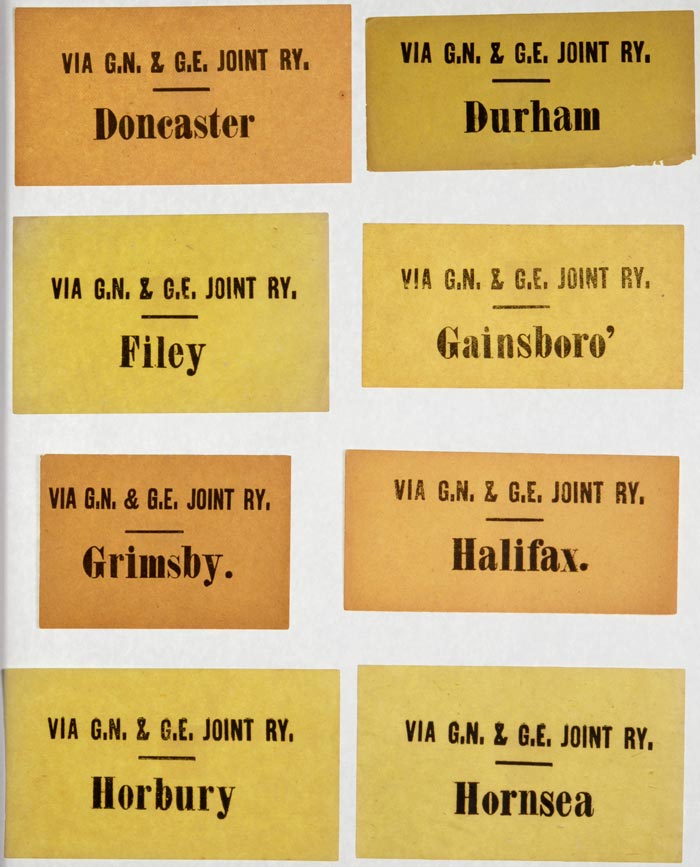 VIA G.N. & G.E. JOINT RY.
Doncaster
VIA G.N. & G.E. JOINT RY.
Durham
VIA G.N. & G.E. JOINT RY.
Filey
VIA G.N. & G.E. JOINT RY.
Gainsboro'
VIA G.N. & G.E. JOINT RY.
Grimsby.
VIA G.N. & G.E. JOINT RY.
Halifax.
VIA G.N. & G.E. JOINT RY.
Horbury
VIA G.N. & G.E. JOINT RY.
Hornsea